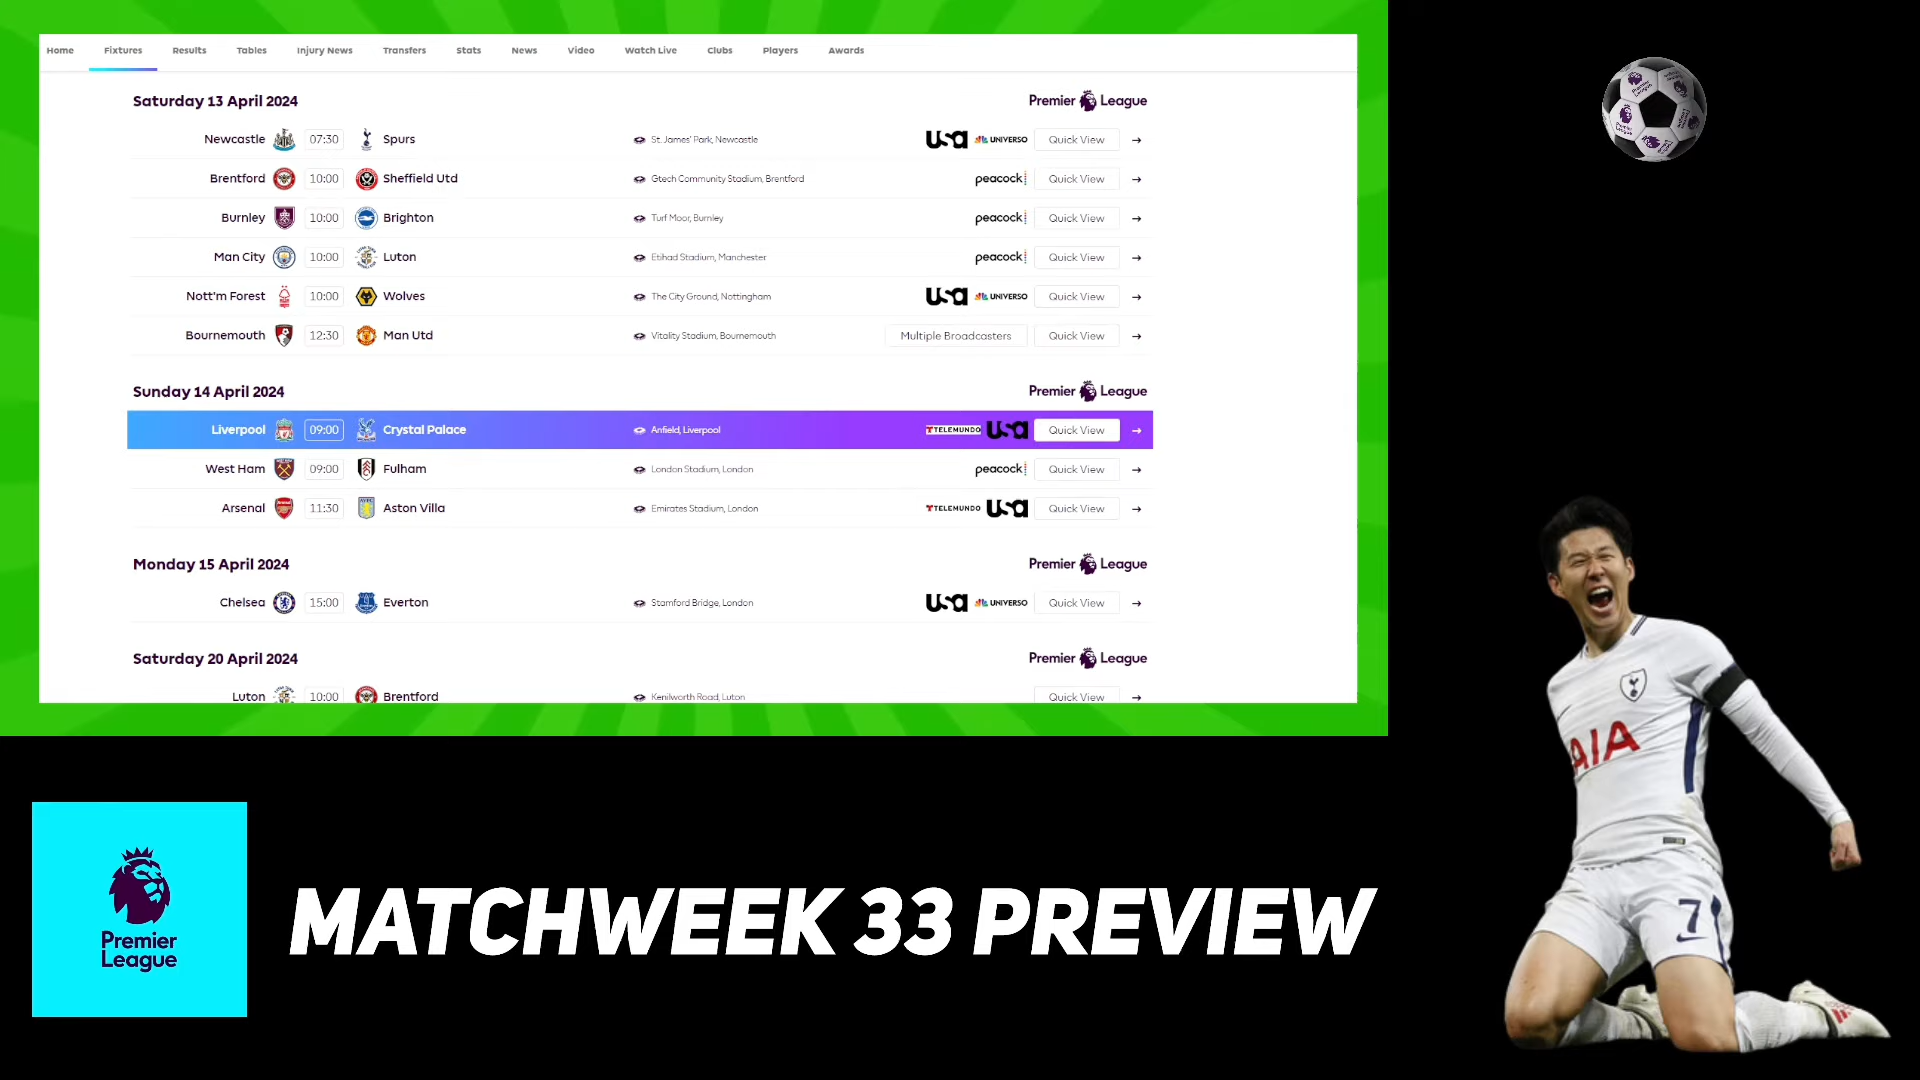 Home Fixtures Results Tables Injury News Transfers Stats News Video Watch Live Clubs Players Awards
Saturday 13 April 2024 Premier League
Newcastle 07:30 Spurs St. James' Park, Newcastle USA UNIVERSO Quick View →
Brentford 10:00 Sheffield Utd Gtech Community Stadium, Brentford peacock Quick View →
Burnley 10:00 Brighton Turf Moor, Burnley peacock Quick View →
Man City 10:00 Luton Etihad Stadium, Manchester peacock Quick View →
Nott'm Forest 10:00 Wolves The City Ground, Nottingham USA UNIVERSO Quick View →
Bournemouth 12:30 Man Utd Vitality Stadium, Bournemouth Multiple Broadcasters Quick View →
Sunday 14 April 2024 Premier League
Liverpool 09:00 Crystal Palace Anfield, Liverpool TELEMUNDO USA Quick View →
West Ham 09:00 Fulham London Stadium, London peacock Quick View →
Arsenal 11:30 Aston Villa Emirates Stadium, London TELEMUNDO USA Quick View →
Monday 15 April 2024 Premier League
Chelsea 15:00 Everton Stamford Bridge, London USA UNIVERSO Quick View →
Saturday 20 April 2024 Premier League
Luton 10:00 Brentford Kenilworth Road, Luton Quick View →
AIA
7
Premier
League
MATCHWEEK 33 PREVIEW